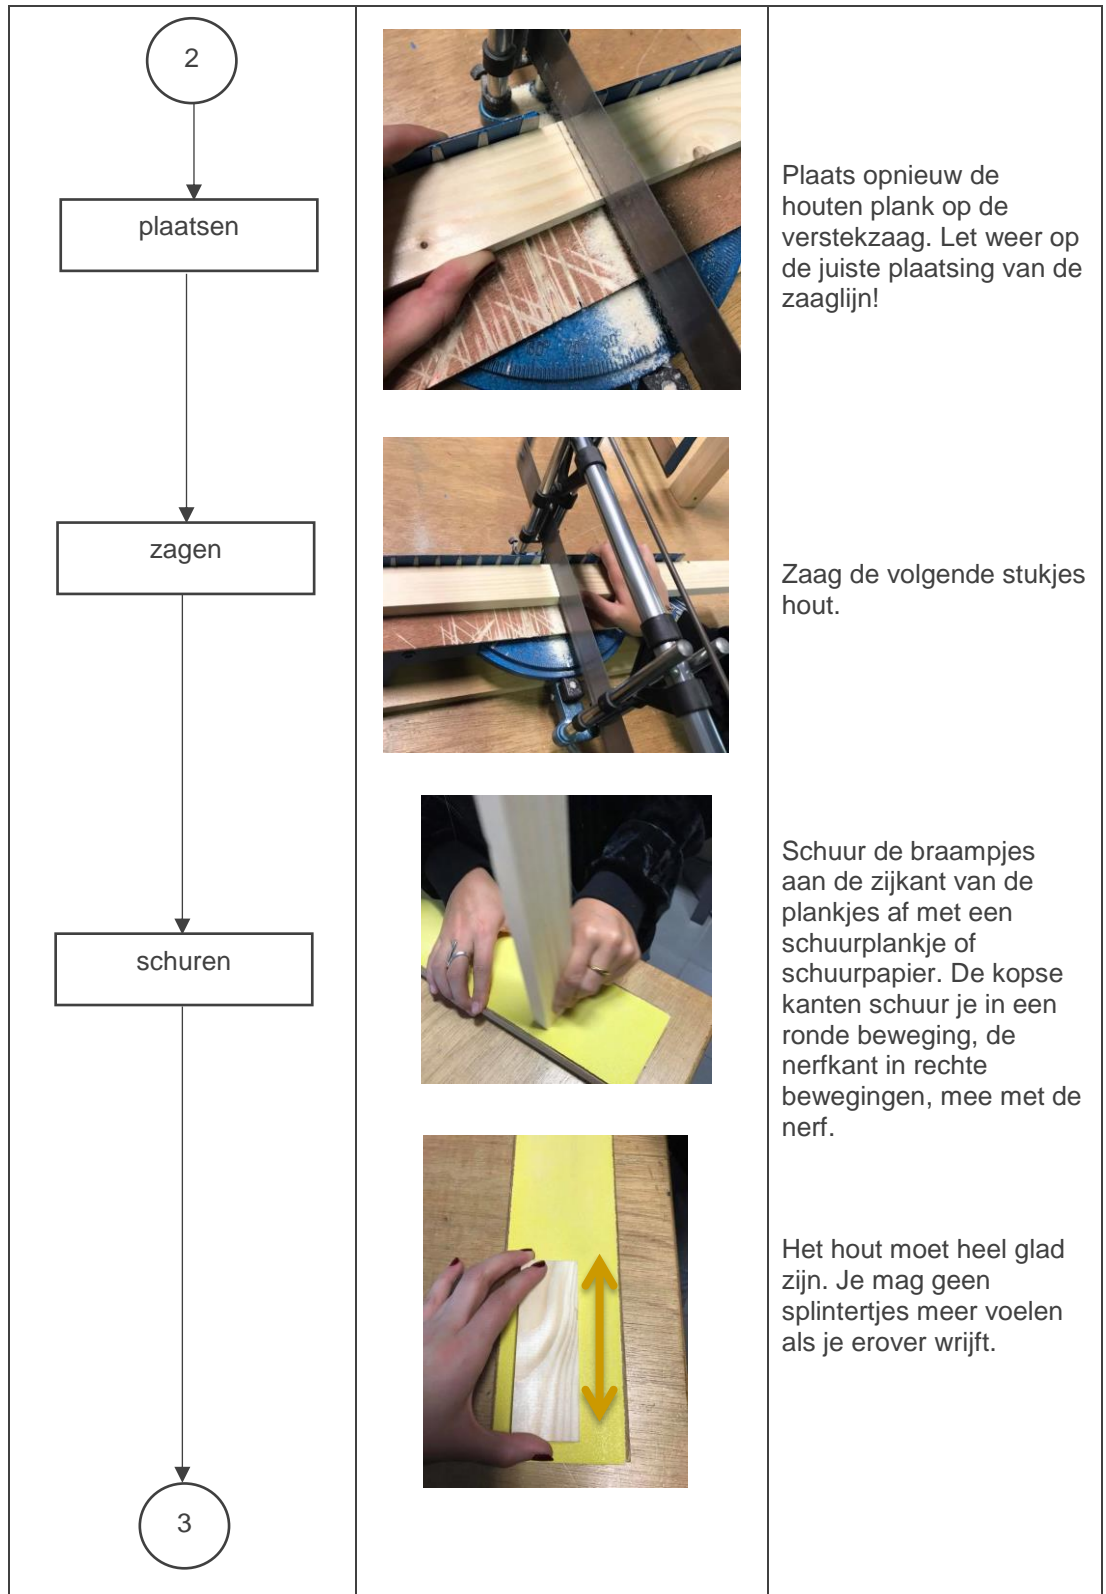 2
plaatsen
Plaats opnieuw de
houten plank op de
verstekzaag. Let weer op
de juiste plaatsing van de
zaaglijn!
zagen
Zaag de volgende stukjes
hout.
schuren
Schuur de braampjes
aan de zijkant van de
plankjes af met een
schuurplankje of
schuurpapier. De kopse
kanten schuur je in een
ronde beweging, de
nerfkant in rechte
bewegingen, mee met de
nerf.
Het hout moet heel glad
zijn. Je mag geen
splintertjes meer voelen
als je erover wrijft.
3